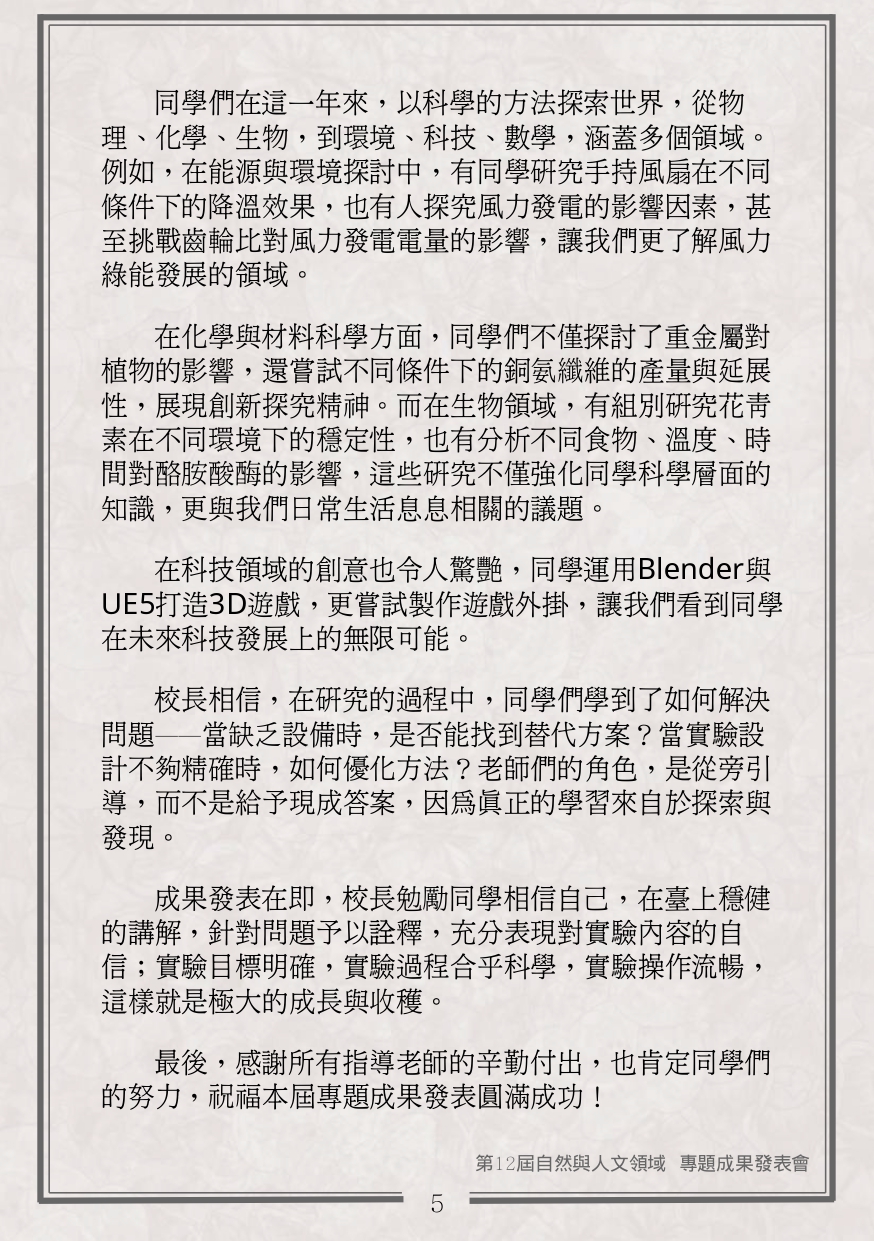 同學們在這一年來，以科學的方法探索世界，從物
理、化學、生物，到環境、科技、數學，涵蓋多個領域。
例如，在能源與環境探討中，有同學研究手持風扇在不同
條件下的降溫效果，也有人探究風力發電的影響因素，甚
至挑戰齒輪比對風力發電電量的影響，讓我們更了解風力
綠能發展的領域。
在化學與材料科學方面，同學們不僅探討了重金屬對
植物的影響，還嘗試不同條件下的銅氨纖維的產量與延展
性，展現創新探究精神。而在生物領域，有組別研究花青
素在不同環境下的穩定性，也有分析不同食物、溫度、時
間對酪胺酸酶的影響，這些研究不僅強化同學科學層面的
知識，更與我們日常生活息息相關的議題。
在科技領域的創意也令人驚艷，同學運用Blender與
UE5打造3D遊戲，更嘗試製作遊戲外掛，讓我們看到同學
在未來科技發展上的無限可能。
校長相信，在研究的過程中，同學們學到了如何解決
問題——當缺乏設備時，是否能找到替代方案？當實驗設
計不夠精確時，如何優化方法？老師們的角色，是從旁引
導，而不是給予現成答案，因為真正的學習來自於探索與
發現。
成果發表在即，校長勉勵同學相信自己，在臺上穩健
的講解，針對問題予以詮釋，充分表現對實驗內容的自
信；實驗目標明確，實驗過程合乎科學，實驗操作流暢，
這樣就是極大的成長與收穫。
最後，感謝所有指導老師的辛勤付出，也肯定同學們
的努力，祝福本屆專題成果發表圓滿成功！
第12屆自然與人文領域 專題成果發表會
5